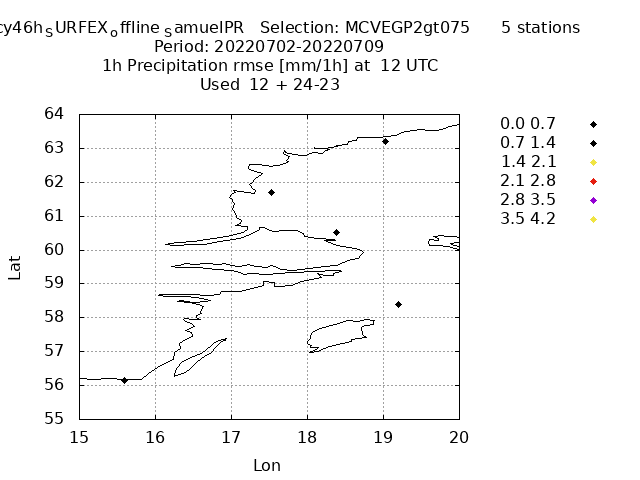 cy46hsURFEXoffline samuelPR Selection: MCVEGP2gt075 5 stations
Period: 20220702-20220709
1h Precipitation rmse [mm/1h] at 12 UTC
Used 12 + 24-23
64
63
62
61
60
59
58
57
56
55
Lat
15 16 17 18 19 20
Lon
0.0 0.7
0.7 1.4
1.4 2.1
2.1 2.8
2.8 3.5
3.5 4.2